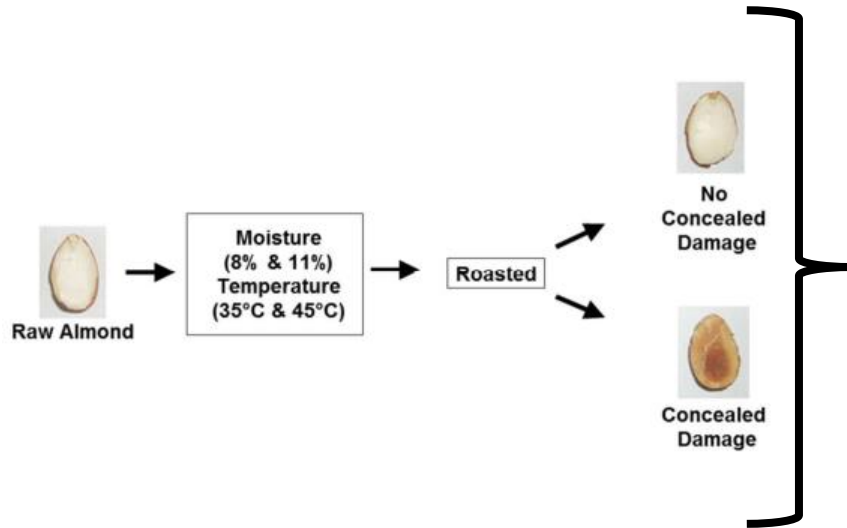 Raw Almond
Moisture
(8% & 11%)
Temperature
(35°C & 45°C)
Roasted
No
Concealed
Damage
Concealed
Damage